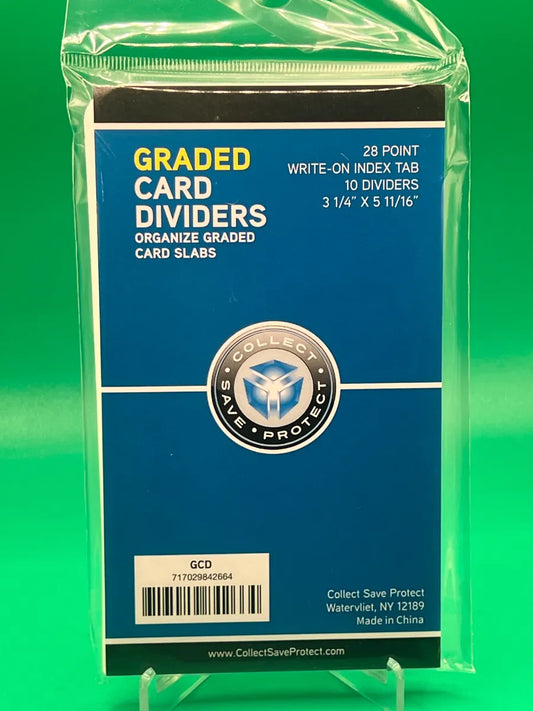 GRADED
CARD
DIVIDERS
ORGANIZE GRADED
CARD SLABS
28 POINT
WRITE-ON INDEX TAB
10 DIVIDERS
3 1/4" X 5 11/16"
COLLECT • SAVE • PROTECT •
GCD
717029842664
Collect Save Protect
Watervliet, NY 12189
Made in China
www.CollectSaveProtect.com